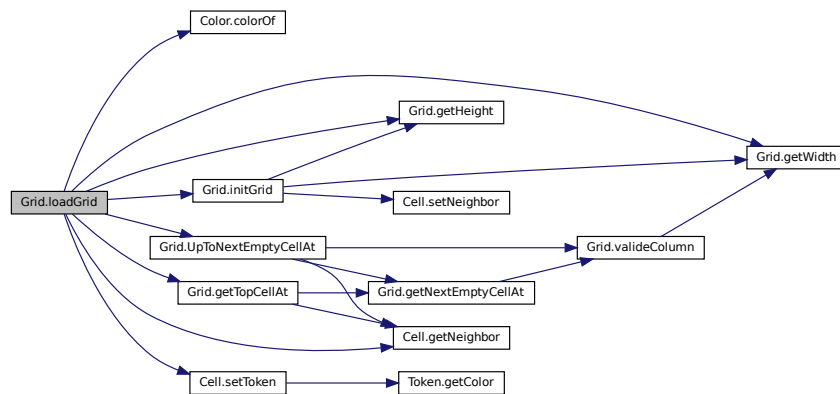 Color.colorOf
Grid.getHeight
Grid.getWidth
Grid.initGrid
Grid.loadGrid
Cell.setNeighbor
Grid.UpToNextEmptyCellAt
Grid.valideColumn
Grid.getTopCellAt
Grid.getNextEmptyCellAt
Cell.getNeighbor
Cell.setToken
Token.getColor